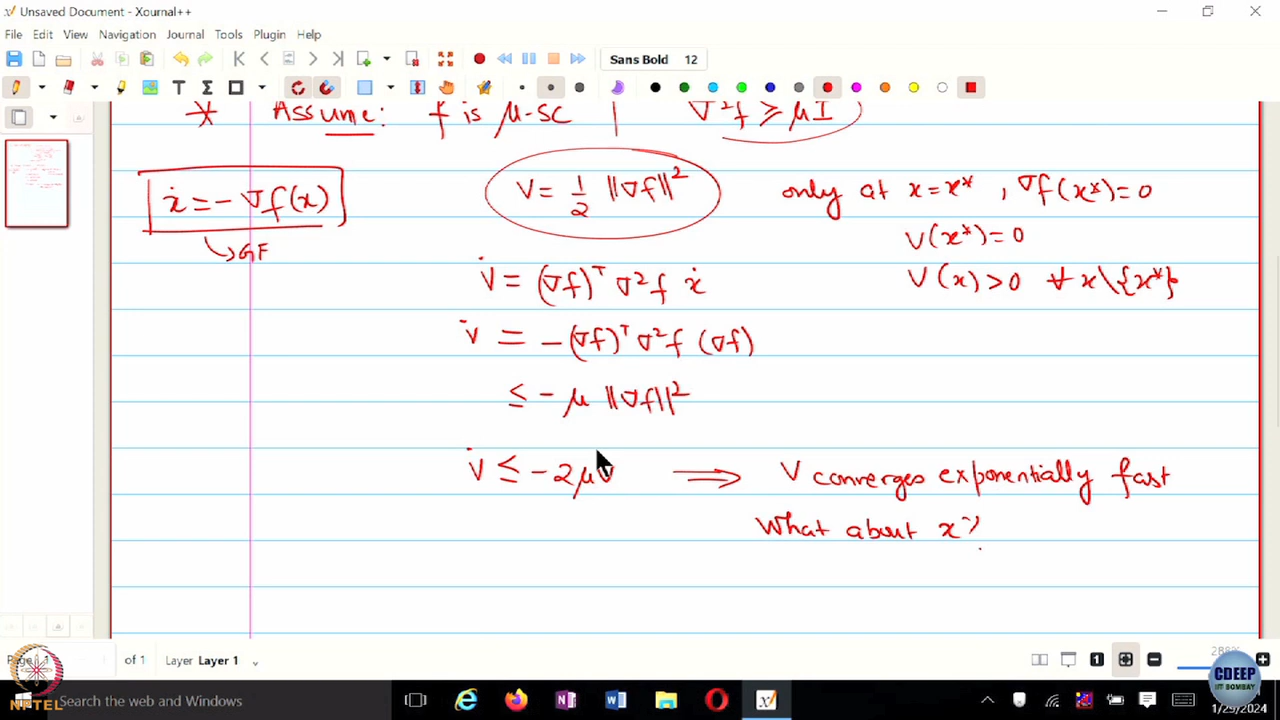 Unsaved Document - Xournal++
File Edit View Navigation Journal Tools Plugin Help
Sans Bold 12
* Assume: f is μ-SC | ∇²f ≥ μI
ẋ = -∇f(x)
↳ GF
V = 1/2 ||∇f||²
only at x = x*, ∇f(x*) = 0
V(x*) = 0
V(x) > 0 ∀ x\{x*}
V̇ = (∇f)ᵀ ∇²f ẋ
V̇ = -(∇f)ᵀ ∇²f (∇f)
≤ -μ ||∇f||²
V̇ ≤ -2μV ⟹ V converges exponentially fast
What about x?
Page 1 of 1 Layer Layer 1
288%
NPTEL
CDEEP
IIT BOMBAY
Search the web and Windows
1/29/2024